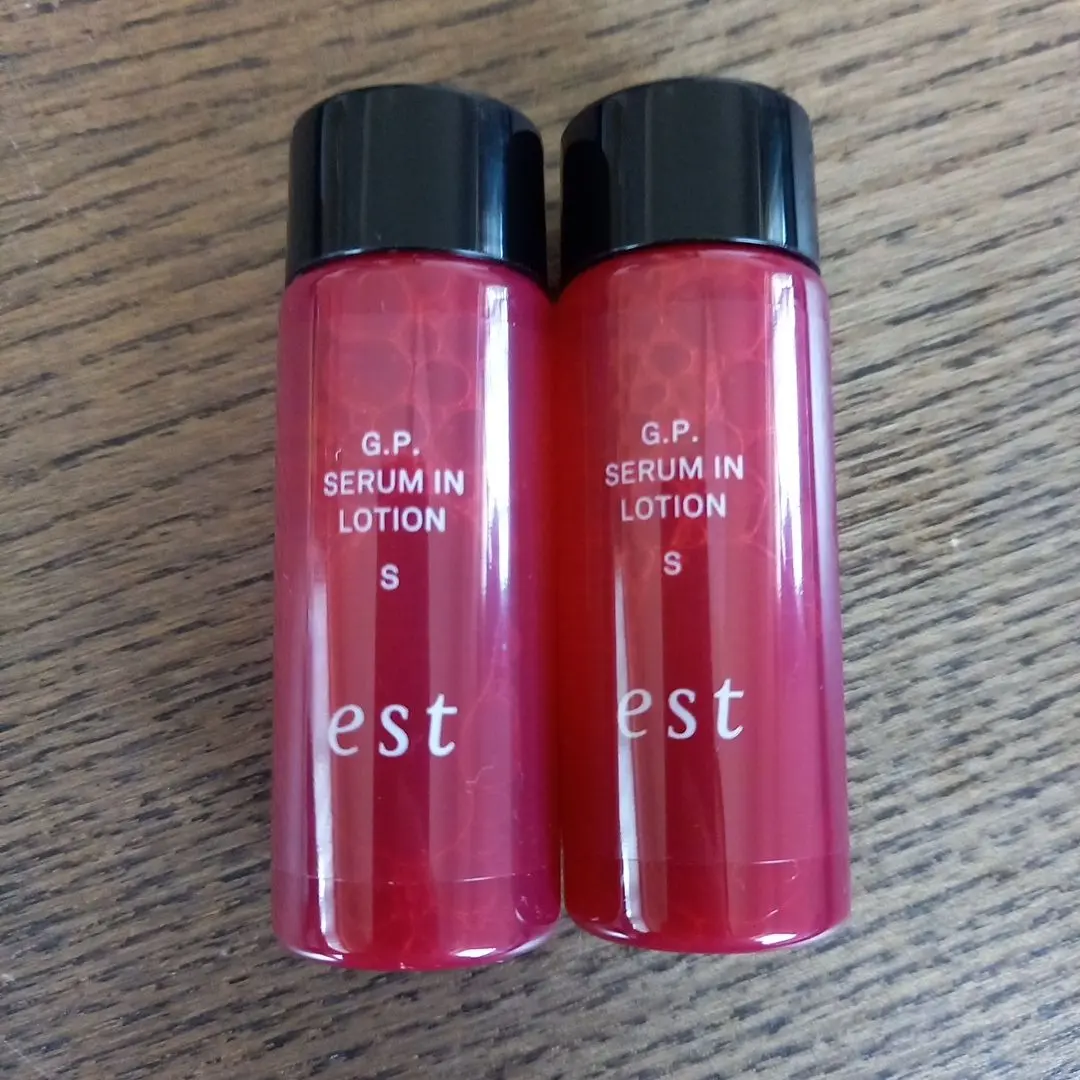 G.P.
SERUM IN
LOTION
S
est
G.P.
SERUM IN
LOTION
S
est